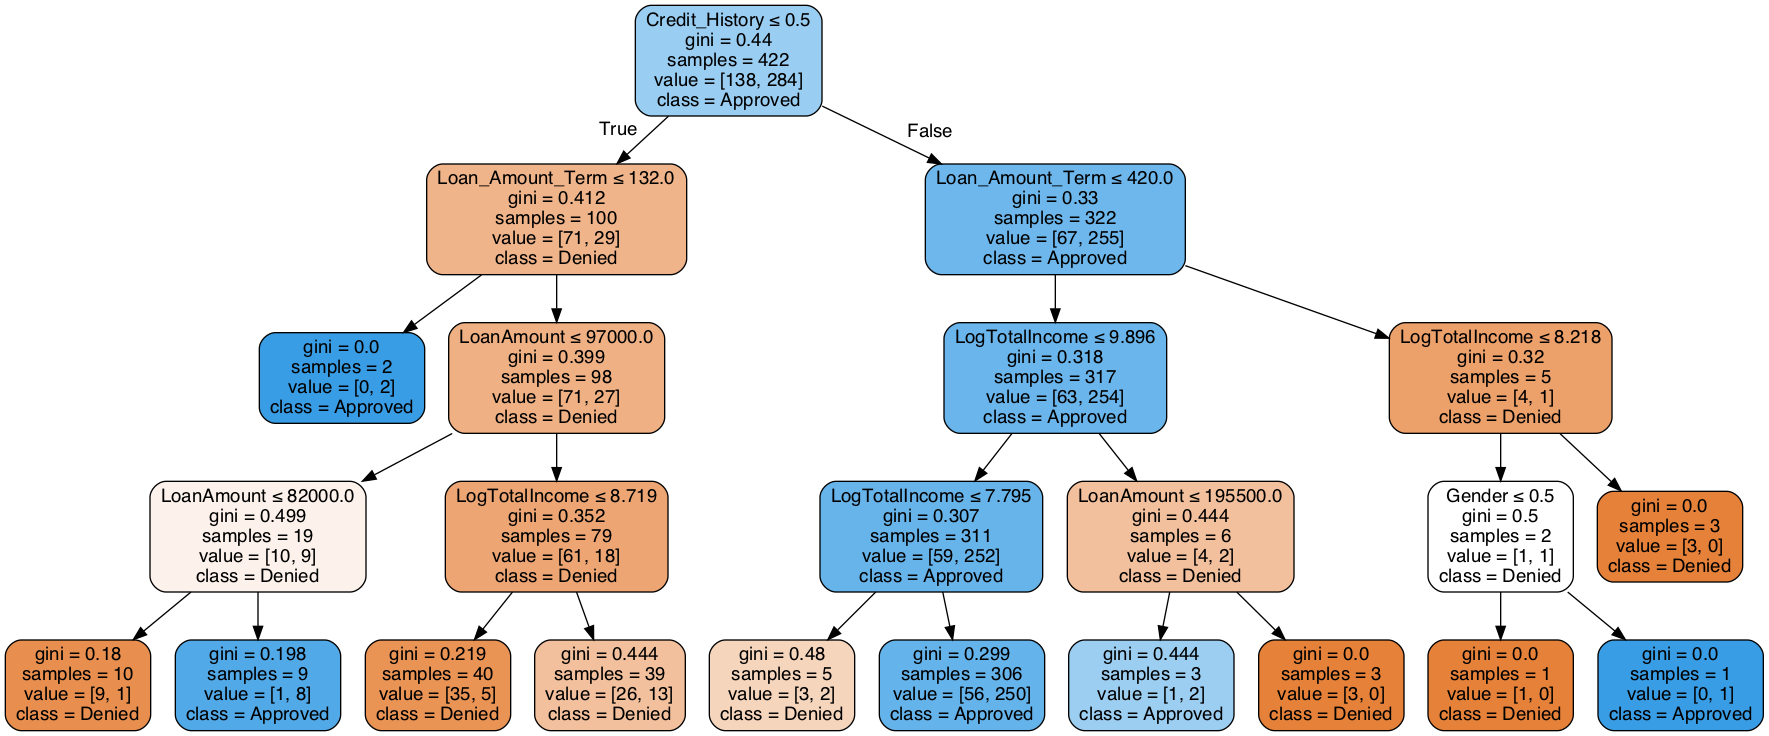 Credit_History ≤ 0.5
gini = 0.44
samples = 422
value = [138, 284]
class = Approved
True
False
Loan_Amount_Term ≤ 132.0
gini = 0.412
samples = 100
value = [71, 29]
class = Denied
Loan_Amount_Term ≤ 420.0
gini = 0.33
samples = 322
value = [67, 255]
class = Approved
gini = 0.0
samples = 2
value = [0, 2]
class = Approved
LoanAmount ≤ 97000.0
gini = 0.399
samples = 98
value = [71, 27]
class = Denied
LogTotalIncome ≤ 9.896
gini = 0.318
samples = 317
value = [63, 254]
class = Approved
LogTotalIncome ≤ 8.218
gini = 0.32
samples = 5
value = [4, 1]
class = Denied
LoanAmount ≤ 82000.0
gini = 0.499
samples = 19
value = [10, 9]
class = Denied
LogTotalIncome ≤ 8.719
gini = 0.352
samples = 79
value = [61, 18]
class = Denied
LogTotalIncome ≤ 7.795
gini = 0.307
samples = 311
value = [59, 252]
class = Approved
LoanAmount ≤ 195500.0
gini = 0.444
samples = 6
value = [4, 2]
class = Denied
Gender ≤ 0.5
gini = 0.5
samples = 2
value = [1, 1]
class = Denied
gini = 0.0
samples = 3
value = [3, 0]
class = Denied
gini = 0.18
samples = 10
value = [9, 1]
class = Denied
gini = 0.198
samples = 9
value = [1, 8]
class = Approved
gini = 0.219
samples = 40
value = [35, 5]
class = Denied
gini = 0.444
samples = 39
value = [26, 13]
class = Denied
gini = 0.48
samples = 5
value = [3, 2]
class = Denied
gini = 0.299
samples = 306
value = [56, 250]
class = Approved
gini = 0.444
samples = 3
value = [1, 2]
class = Approved
gini = 0.0
samples = 3
value = [3, 0]
class = Denied
gini = 0.0
samples = 1
value = [1, 0]
class = Denied
gini = 0.0
samples = 1
value = [0, 1]
class = Approved